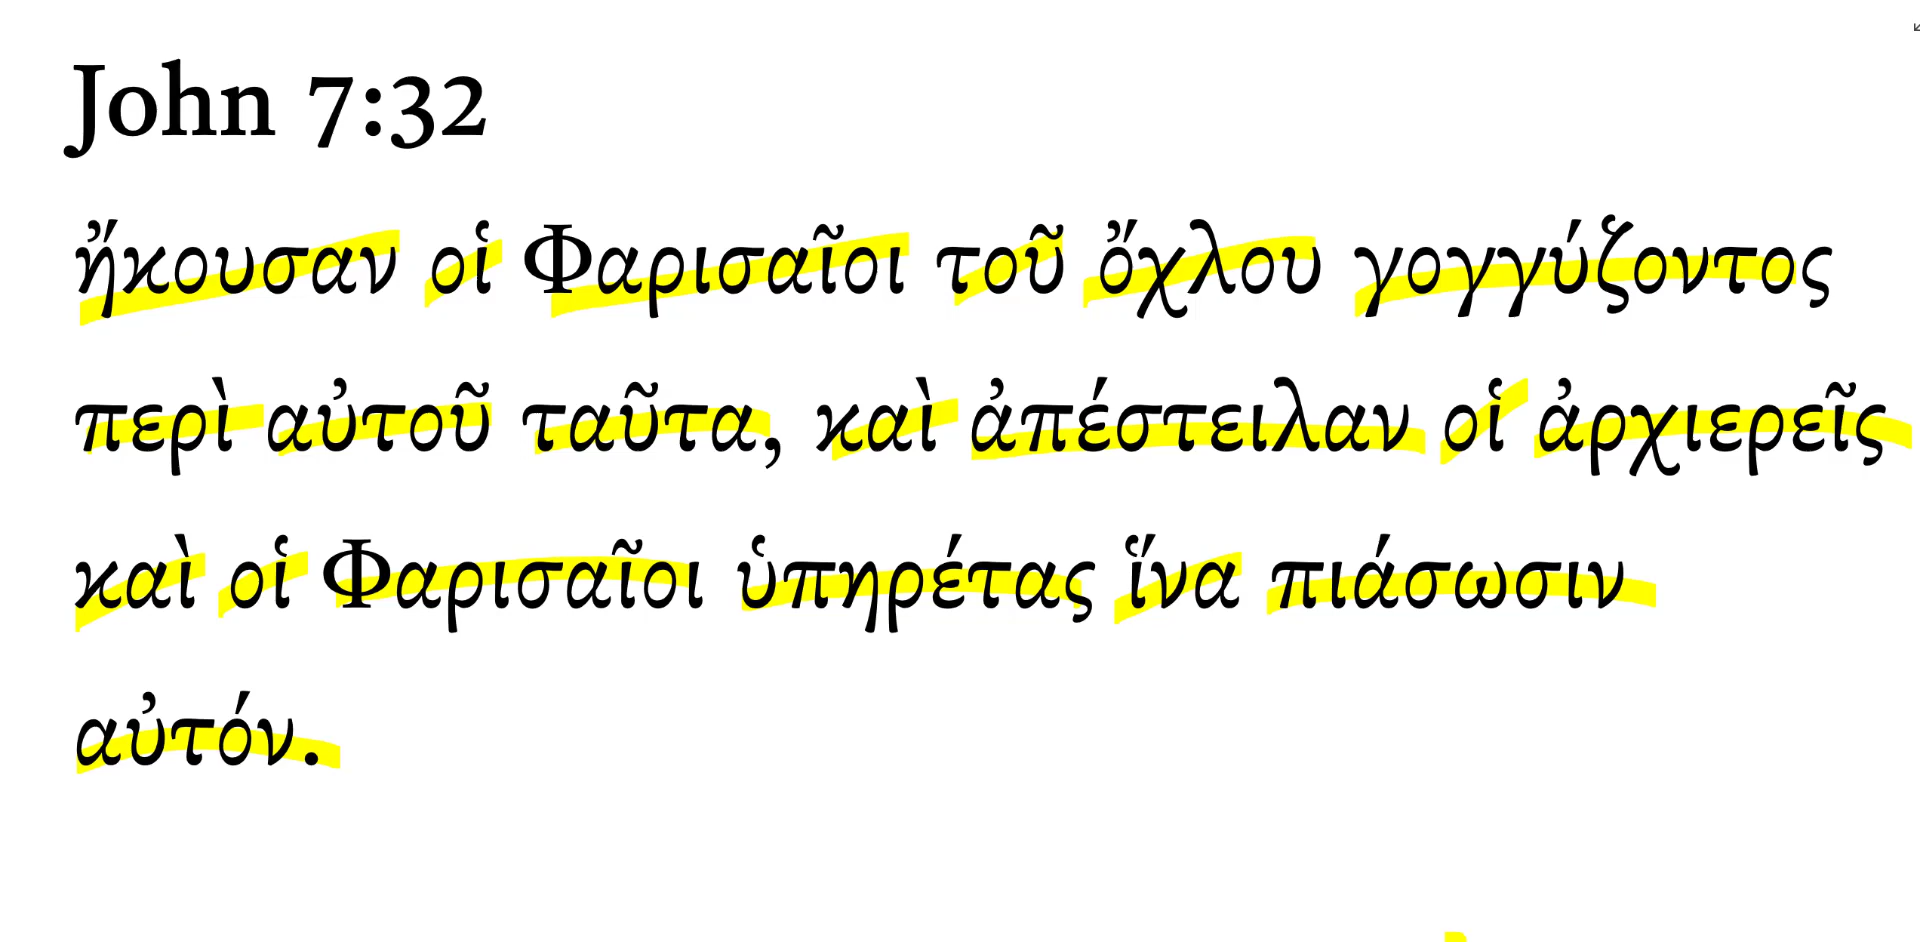 John 7:32
ἤκουσαν οἱ Φαρισαῖοι τοῦ ὄχλου γογγύζοντος
περὶ αὐτοῦ ταῦτα, καὶ ἀπέστειλαν οἱ ἀρχιερεῖς
καὶ οἱ Φαρισαῖοι ὑπηρέτας ἵνα πιάσωσιν
αὐτόν.